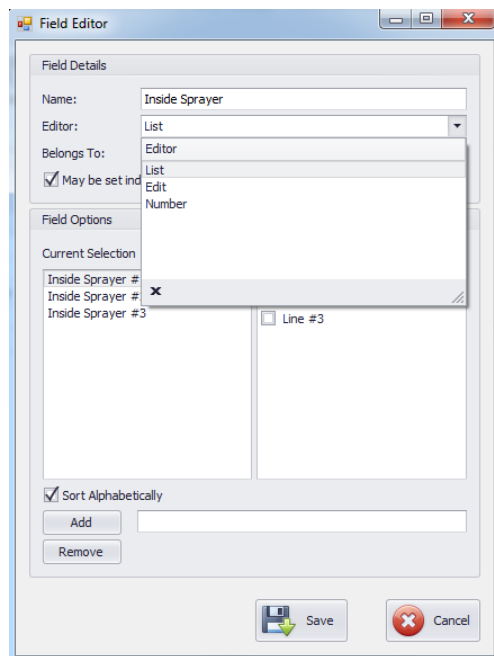 Field Editor
Field Details
Name: Inside Sprayer
Editor: List
Belongs To:
Editor
List
May be set ind
Edit
Number
Field Options
Current Selection
Inside Sprayer #
Inside Sprayer #
Inside Sprayer #3
x
Line #3
Sort Alphabetically
Add
Remove
Save
Cancel